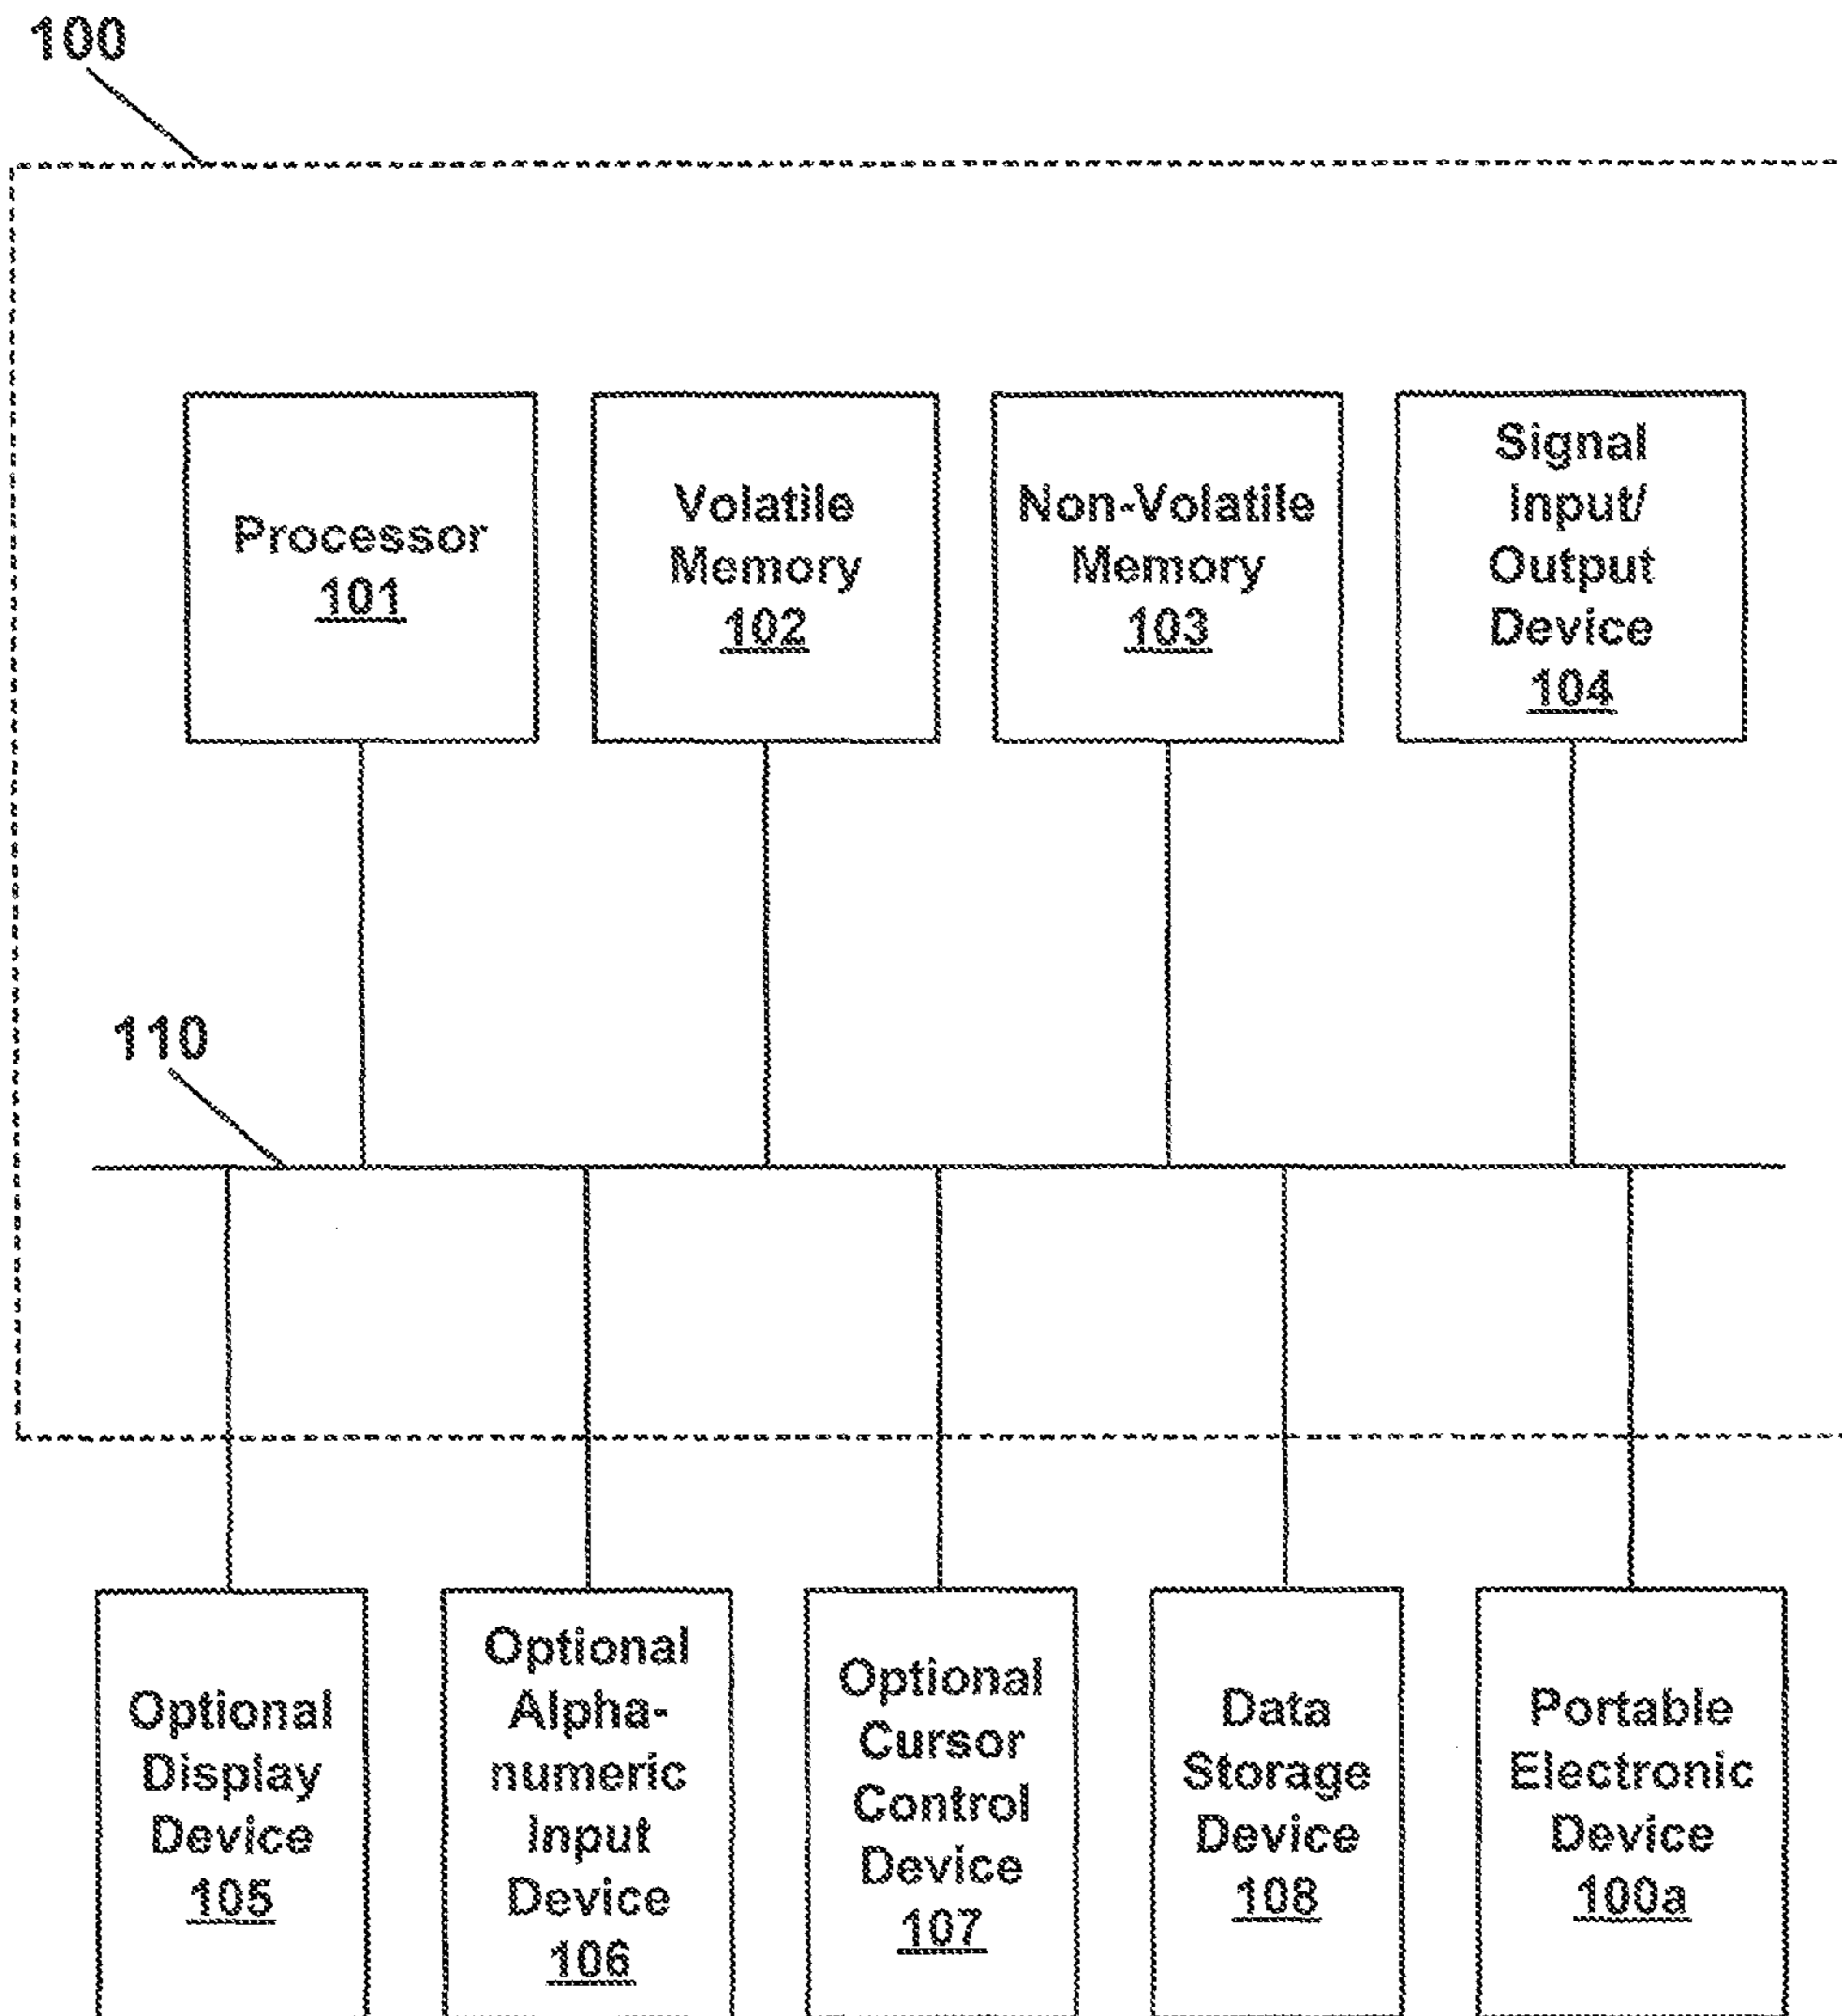 100
Processor
101
Volatile
Memory
102
Non-Volatile
Memory
103
Signal
Input/
Output
Device
104
110
Optional
Display
Device
105
Optional
Alpha-
numeric
Input
Device
106
Optional
Cursor
Control
Device
107
Data
Storage
Device
108
Portable
Electronic
Device
100a